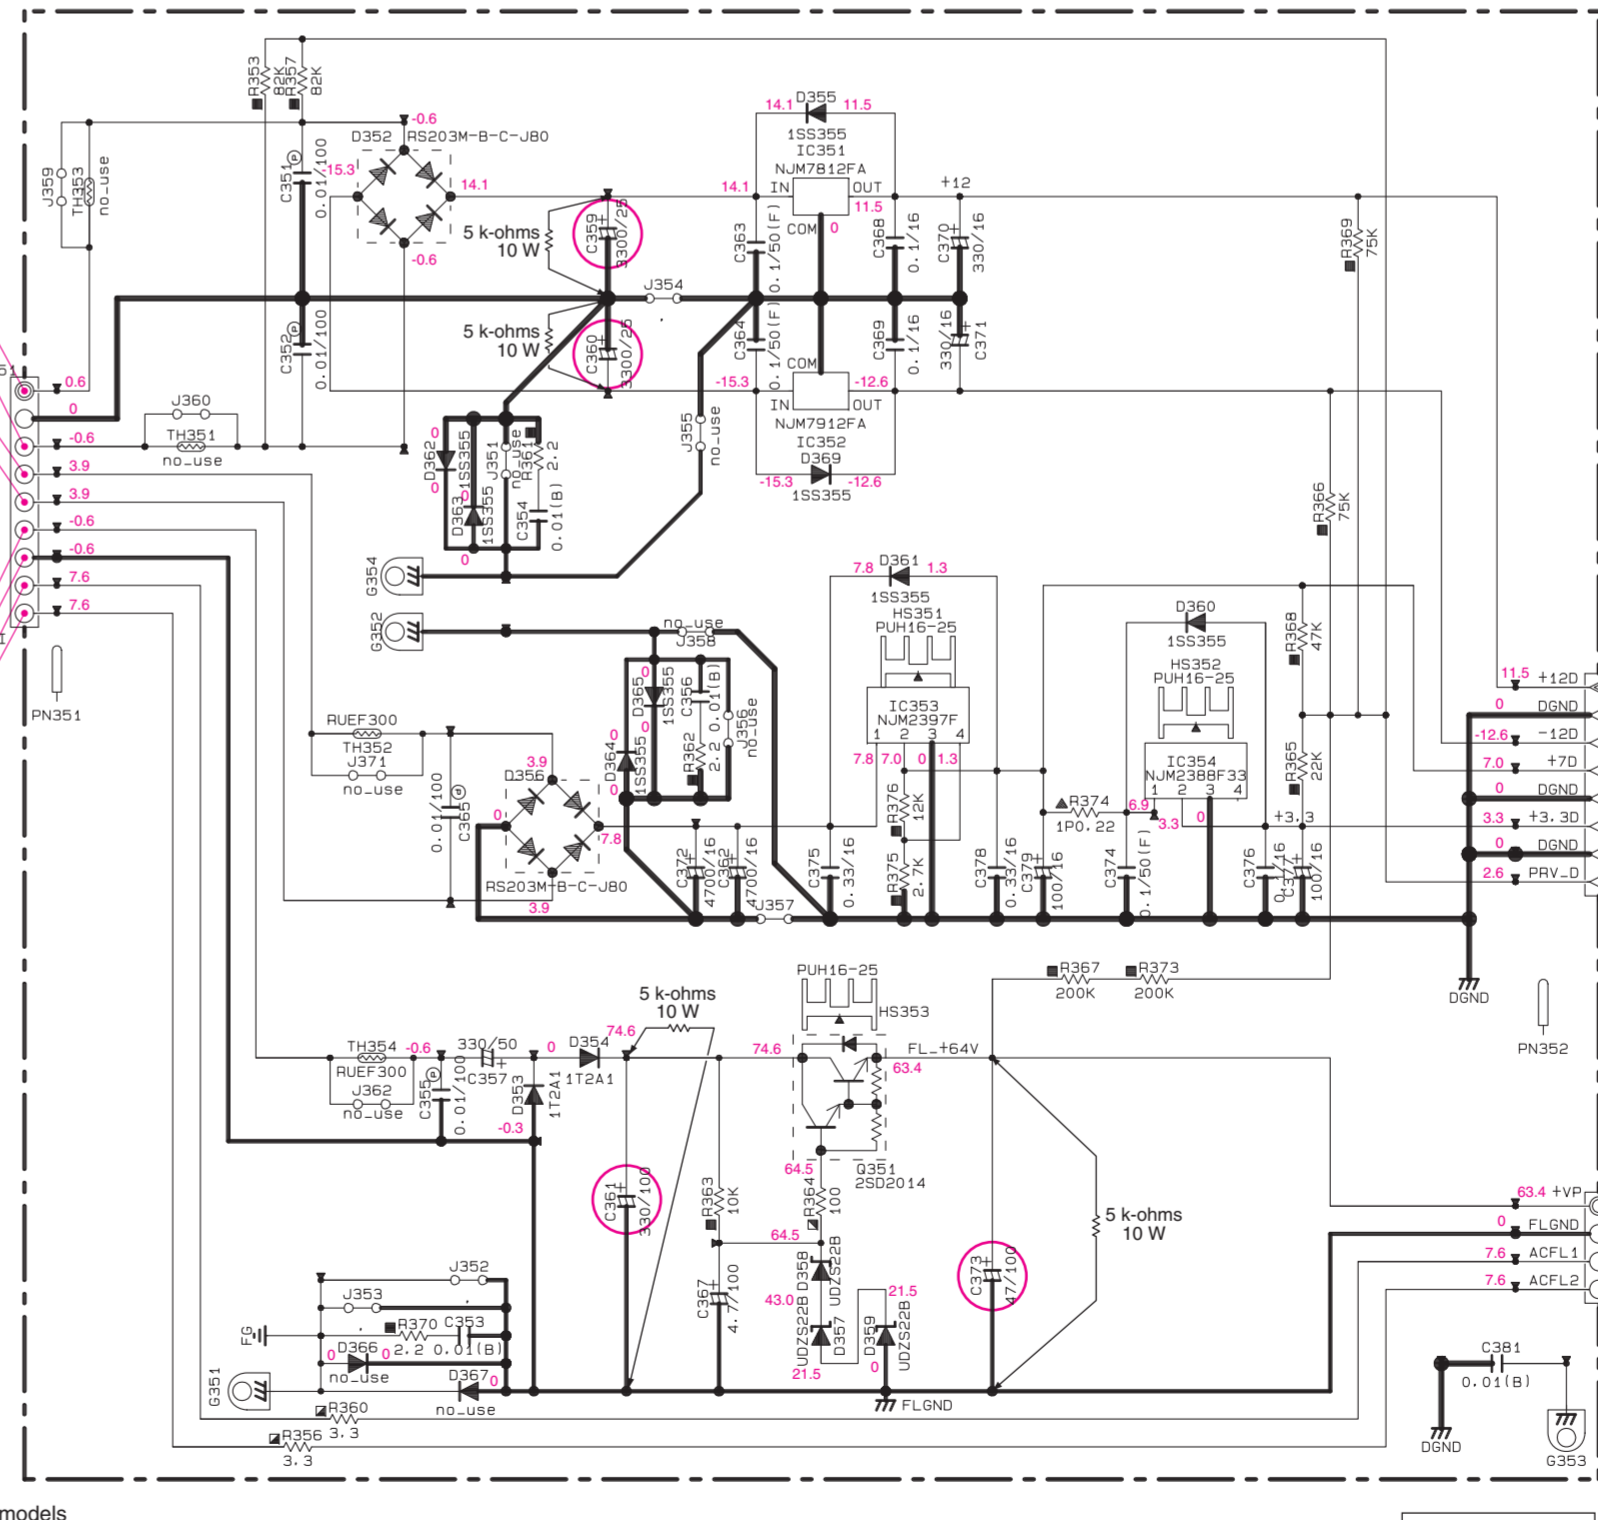 R353
82K
R357
82K
-0.6
D352 RS203M-B-C-J80
J359
TH353
no_use
C351
P
0.01/100
-15.3
14.1
-0.6
C352
P
0.01/100
5 k-ohms
10 W
C359
+
3300/25
5 k-ohms
10 W
C360
+
3300/25
J354
D355
14.1 11.5
1SS355
IC351
NJM7812FA
14.1 IN OUT +12
11.5
COM 0
C363
0.1/50(F)
C368
0.1/16
C370
+
330/16
C364
0.1/50(F)
C369
0.1/16
330/16
+
C371
COM
-15.3 -12.6
IN OUT
NJM7912FA
IC352
D369
-15.3 -12.6
1SS355
R369
75K
R366
75K
0.6
0
-0.6
3.9
3.9
-0.6
-0.6
7.6
7.6
J360
TH351
no_use
0
D362
0
1SS355
D363
0
1SS355
J351
no_use
R361
2.2
C354
0.01(B)
0
J355
no_use
G354
G352
PN351
no_use
J358
0
D365
1SS355
0
C356
0.01(B)
R362
2.2
J356
no_use
0
D364
1SS355
0
7.8 D361 1.3
1SS355
HS351
PUH16-25
IC353
NJM2397F
1 2 3 4
7.8 7.0 0 1.3
D360
1SS355
HS352
PUH16-25
IC354
NJM2388F33
1 2 3 4
6.9
3.3
0
+3.3
R368
47K
R365
22K
RUEF300
TH352
J371
no_use
0.01/100
P
C365
3.9
D356
0
7.8
RS203M-B-C-J80
3.9
C372
+
4700/16
C362
+
4700/16
J357
C375
0.33/16
R376
12K
R375
2.7K
C378
0.33/16
C379
+
100/16
R374
1P0.22
C374
0.1/50(F)
C376
C377
+
100/16
11.5 +12D
0 DGND
-12.6 -12D
7.0 +7D
0 DGND
3.3 +3.3D
0 DGND
2.6 PRV_D
R367
200K
R373
200K
DGND
PN352
PUH16-25
HS353
5 k-ohms
10 W
74.6
74.6
FL_+64V
63.4
TH354
RUEF300
J362
no_use
-0.6
330/50
+
C357
C355
P
0.01/100
0
D354
1T2A1
D353
1T2A1
-0.3
64.5
Q351
2SD2014
C361
+
330/100
R363
10K
R364
100
64.5
C367
+
4.7/100
D358
UDZS22B
43.0
UDZS22B
D357
21.5
21.5
D359
UDZS22B
0
FLGND
C373
+
47/100
5 k-ohms
10 W
63.4 +VP
0 FLGND
7.6 ACFL1
7.6 ACFL2
J352
J353
R370
2.2
C353
0.01(B)
FG
D366
0 0
no_use
D367
0
no_use
G351
R360
3.3
R356
3.3
C381
0.01(B)
DGND
G353
models